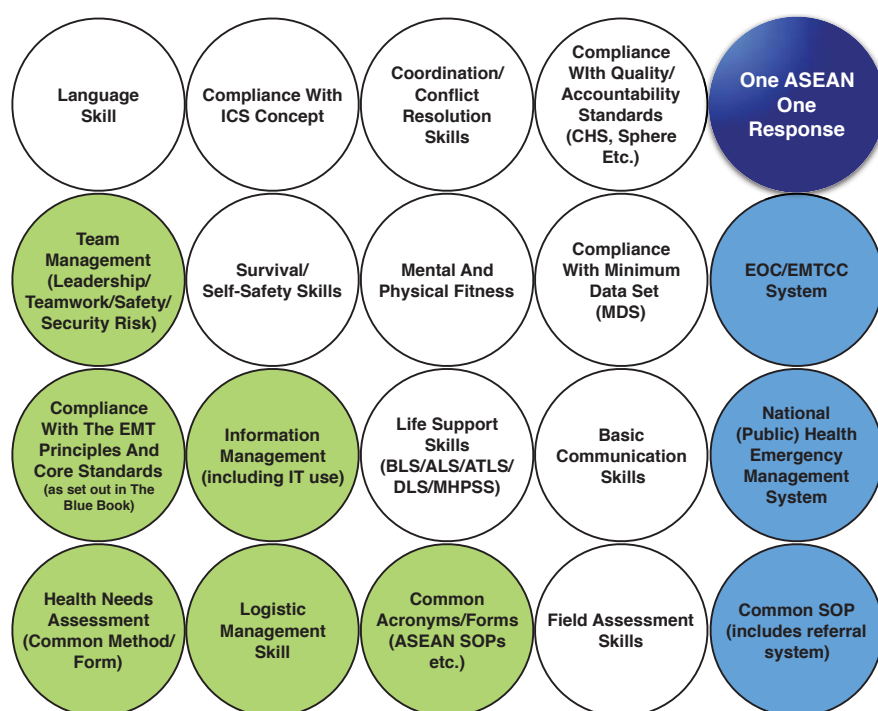 Language
Skill
Compliance With
ICS Concept
Coordination/
Conflict
Resolution
Skills
Compliance
WIth Quality/
Accountability
Standards
(CHS, Sphere
Etc.)
One ASEAN
One
Response
Team
Management
(Leadership/
Teamwork/Safety/
Security Risk)
Survival/
Self-Safety Skills
Mental And
Physical Fitness
Compliance
With Minimum
Data Set
(MDS)
EOC/EMTCC
System
Compliance
With The EMT
Principles And
Core Standards
(as set out in The
Blue Book)
Information
Management
(including IT use)
Life Support
Skills
(BLS/ALS/ATLS/
DLS/MHPSS)
Basic
Communication
Skills
National
(Public) Health
Emergency
Management
System
Health Needs
Assessment
(Common Method/
Form)
Logistic
Management
Skill
Common
Acronyms/Forms
(ASEAN SOPs
etc.)
Field Assessment
Skills
Common SOP
(includes referral
system)